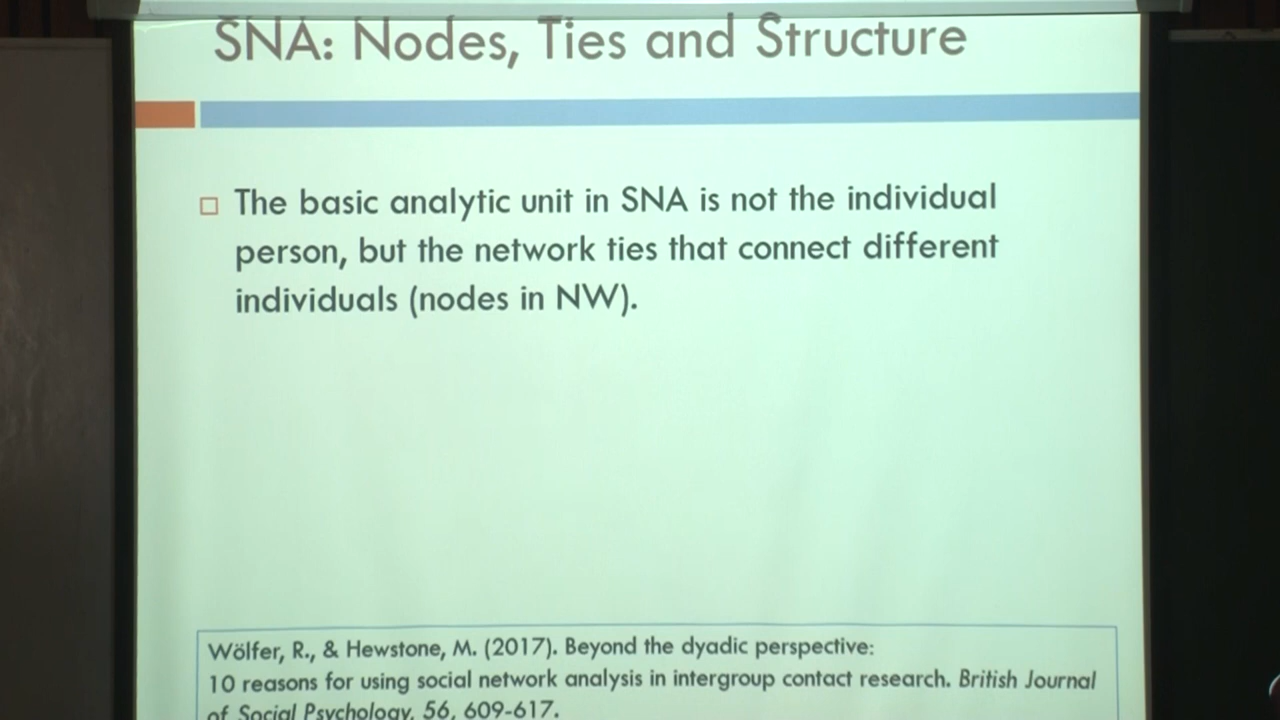 SNA: Nodes, Ties and Structure
The basic analytic unit in SNA is not the individual
person, but the network ties that connect different
individuals (nodes in NW).
Wölfer, R., & Hewstone, M. (2017). Beyond the dyadic perspective:
10 reasons for using social network analysis in intergroup contact research. British Journal
of Social Psychology, 56, 609-617.